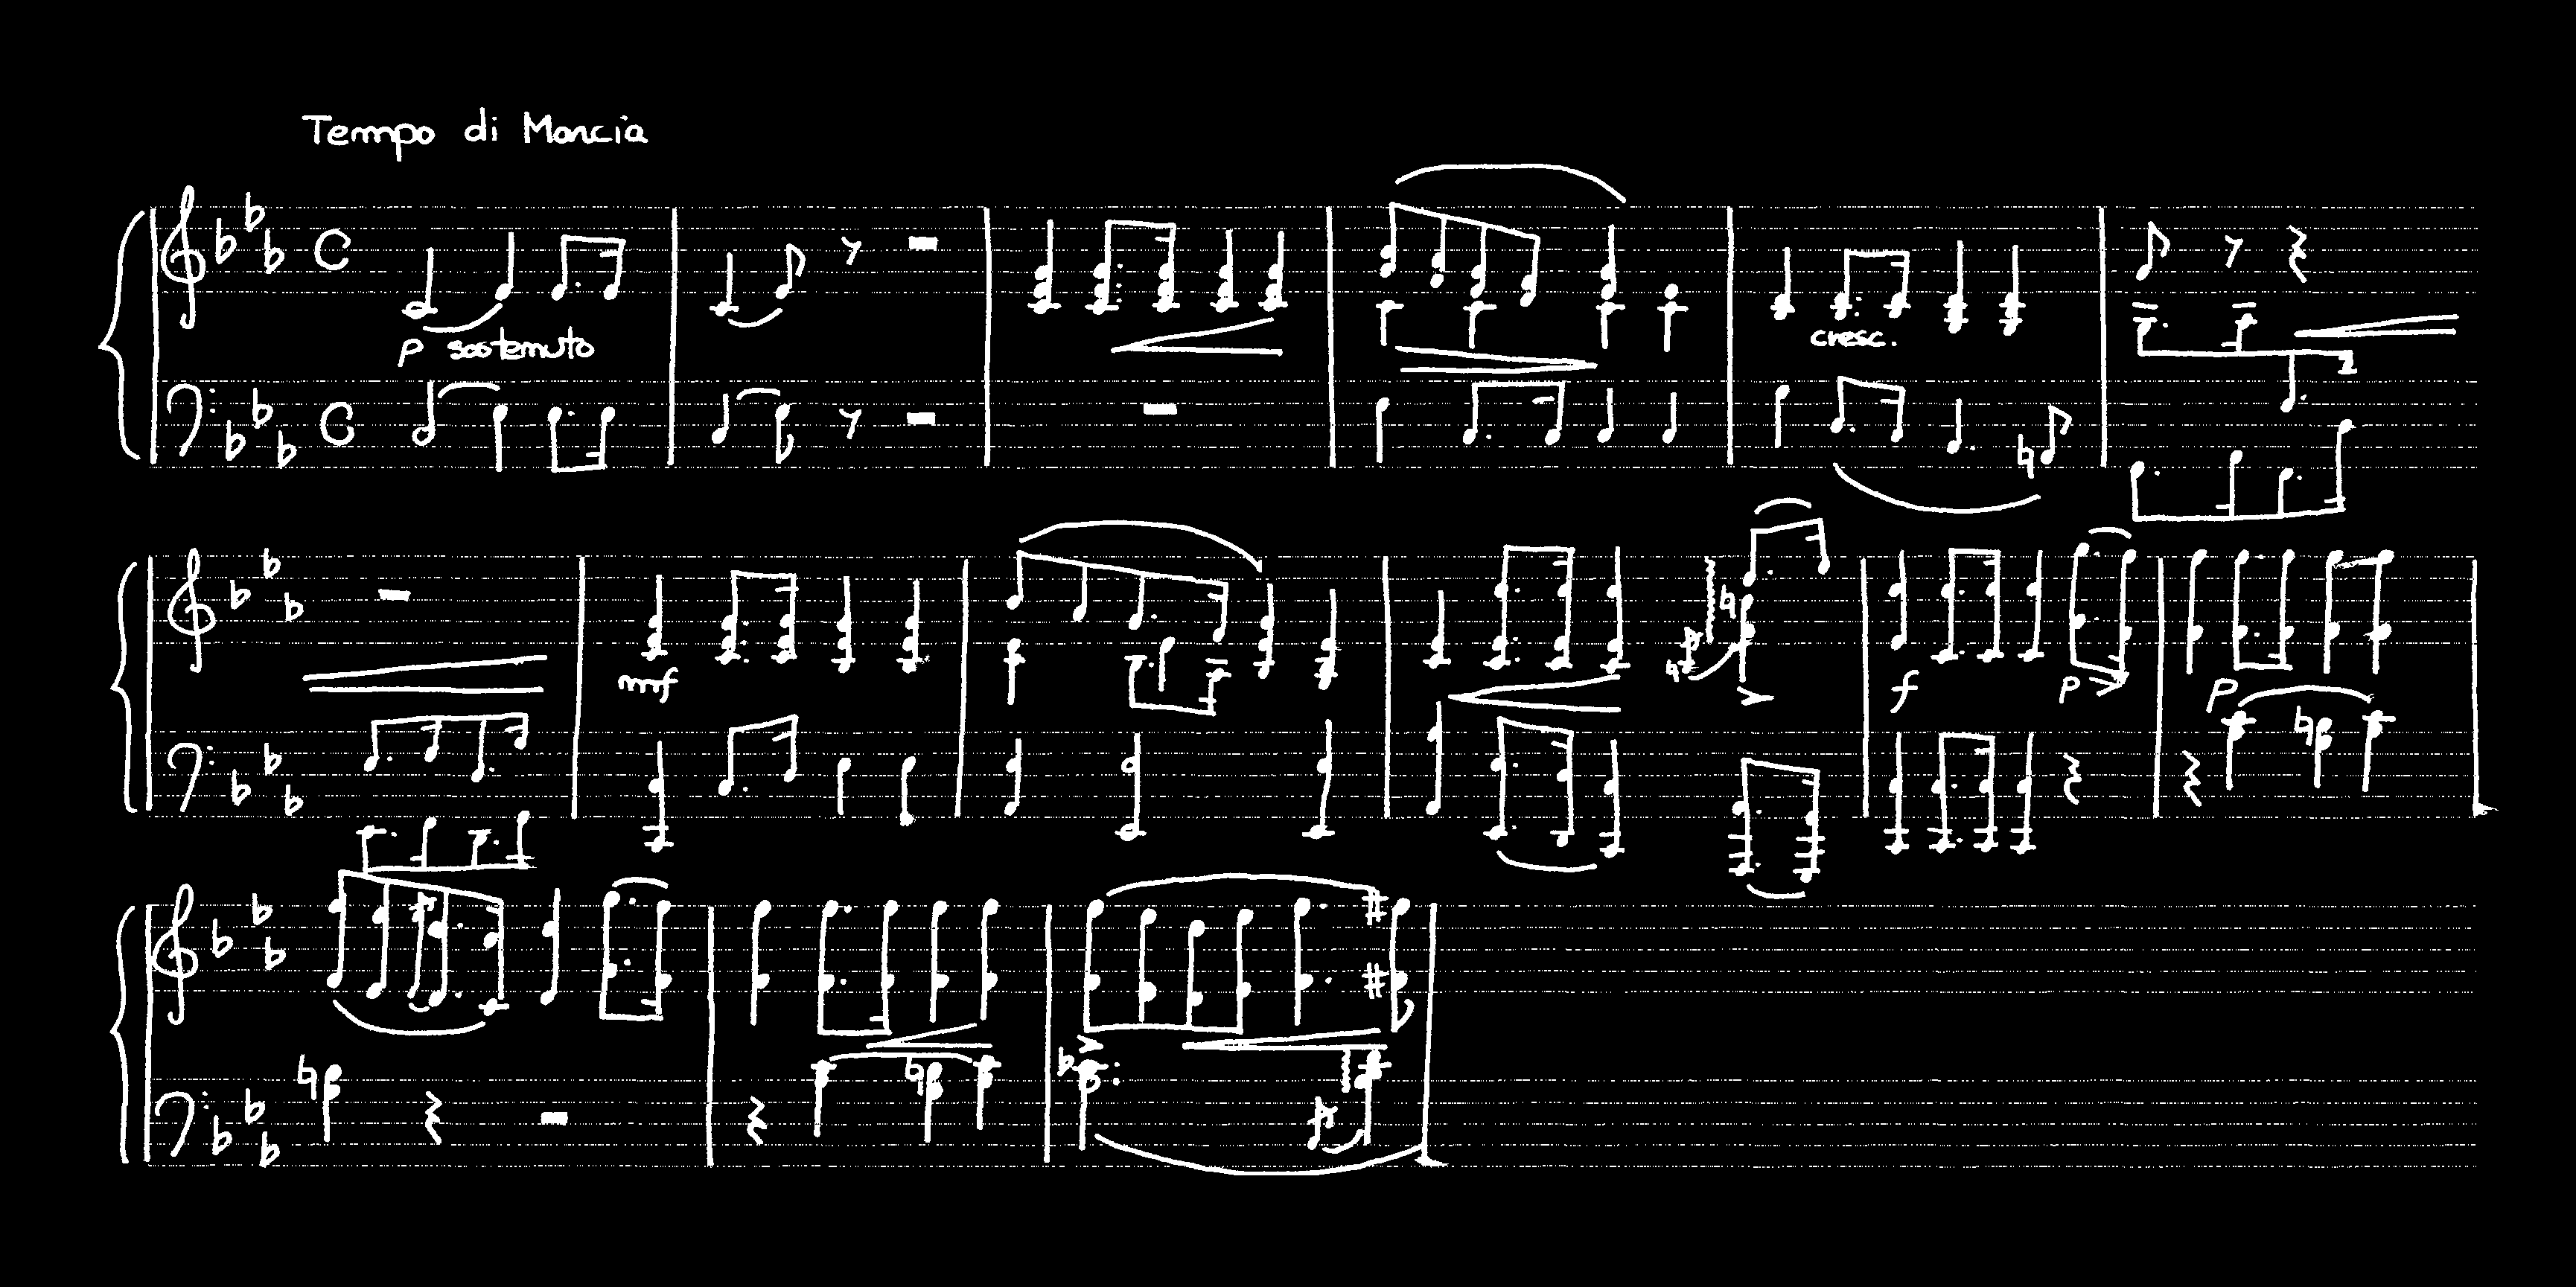 Tempo di Marcia
p sostenuto
cresc.
mf
f p
p